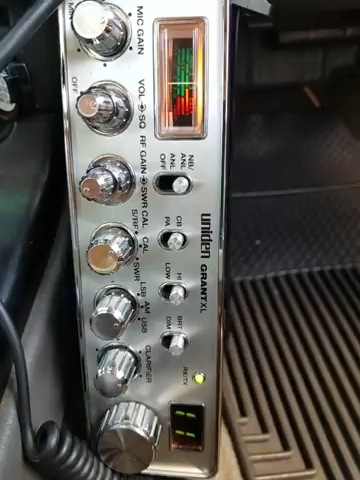 MIC GAIN
OFF
VOL SQ
RF GAIN SWR CAL
S/RF CAL SWR
LSB AM USB
CLARIFIER
NB/ANL
ANL
OFF
CB
PA
HI
LOW
BRT
DIM
uniden GRANT XL
RX/TX